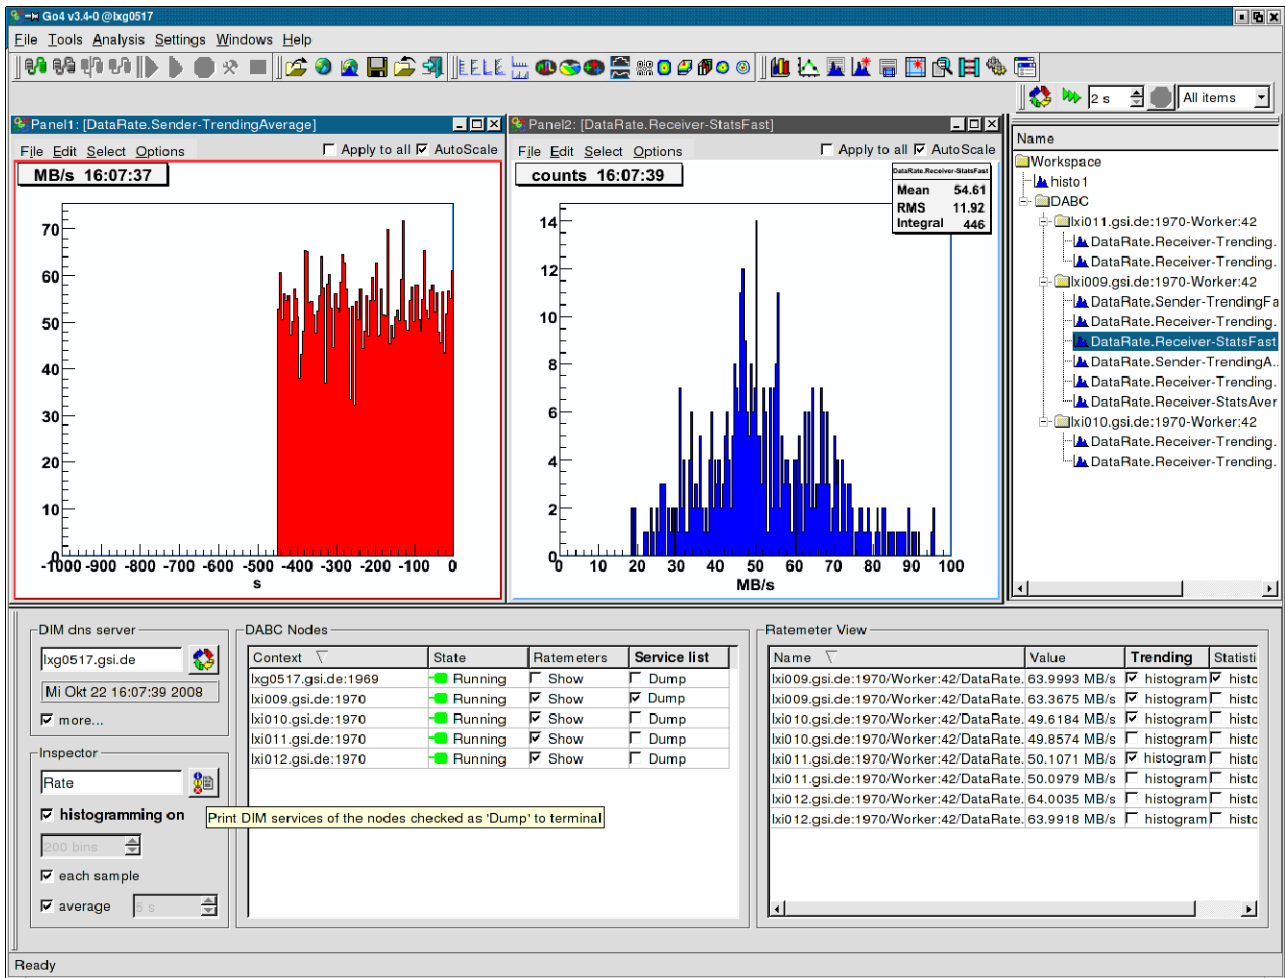 Go4 v3.4-0 @lxg0517
File Tools Analysis Settings Windows Help
2 s All items
Panel1: [DataRate.Sender-TrendingAverage]
File Edit Select Options Apply to all AutoScale
MB/s 16:07:37
70
60
50
40
30
20
10
0
-1000 -900 -800 -700 -600 -500 -400 -300 -200 -100 0
s
Panel2: [DataRate.Receiver-StatsFast]
File Edit Select Options Apply to all AutoScale
counts 16:07:39
DataRate.Receiver-StatsFast
Mean 54.61
RMS 11.92
Integral 446
14
12
10
8
6
4
2
0
0 10 20 30 40 50 60 70 80 90 100
MB/s
Name
Workspace
histo1
DABC
lxi011.gsi.de:1970-Worker:42
DataRate.Receiver-Trending.
DataRate.Receiver-Trending.
lxi009.gsi.de:1970-Worker:42
DataRate.Sender-TrendingFa
DataRate.Receiver-Trending.
DataRate.Receiver-StatsFast
DataRate.Sender-TrendingA..
DataRate.Receiver-Trending.
DataRate.Receiver-StatsAver
lxi010.gsi.de:1970-Worker:42
DataRate.Receiver-Trending.
DataRate.Receiver-Trending.
DIM dns server
lxg0517.gsi.de
Mi Okt 22 16:07:39 2008
more...
Inspector
Rate
histogramming on
200 bins
each sample
average 5 s
Print DIM services of the nodes checked as 'Dump' to terminal
DABC Nodes
Context State Ratemeters Service list
lxg0517.gsi.de:1969 Running Show Dump
lxi009.gsi.de:1970 Running Show Dump
lxi010.gsi.de:1970 Running Show Dump
lxi011.gsi.de:1970 Running Show Dump
lxi012.gsi.de:1970 Running Show Dump
Ratemeter View
Name Value Trending Statisti
lxi009.gsi.de:1970/Worker:42/DataRate. 63.9993 MB/s histogram histo
lxi009.gsi.de:1970/Worker:42/DataRate. 63.3675 MB/s histogram histo
lxi010.gsi.de:1970/Worker:42/DataRate. 49.6184 MB/s histogram histo
lxi010.gsi.de:1970/Worker:42/DataRate. 49.8574 MB/s histogram histo
lxi011.gsi.de:1970/Worker:42/DataRate. 50.1071 MB/s histogram histo
lxi011.gsi.de:1970/Worker:42/DataRate. 50.0979 MB/s histogram histo
lxi012.gsi.de:1970/Worker:42/DataRate. 64.0035 MB/s histogram histo
lxi012.gsi.de:1970/Worker:42/DataRate. 63.9918 MB/s histogram histo
Ready